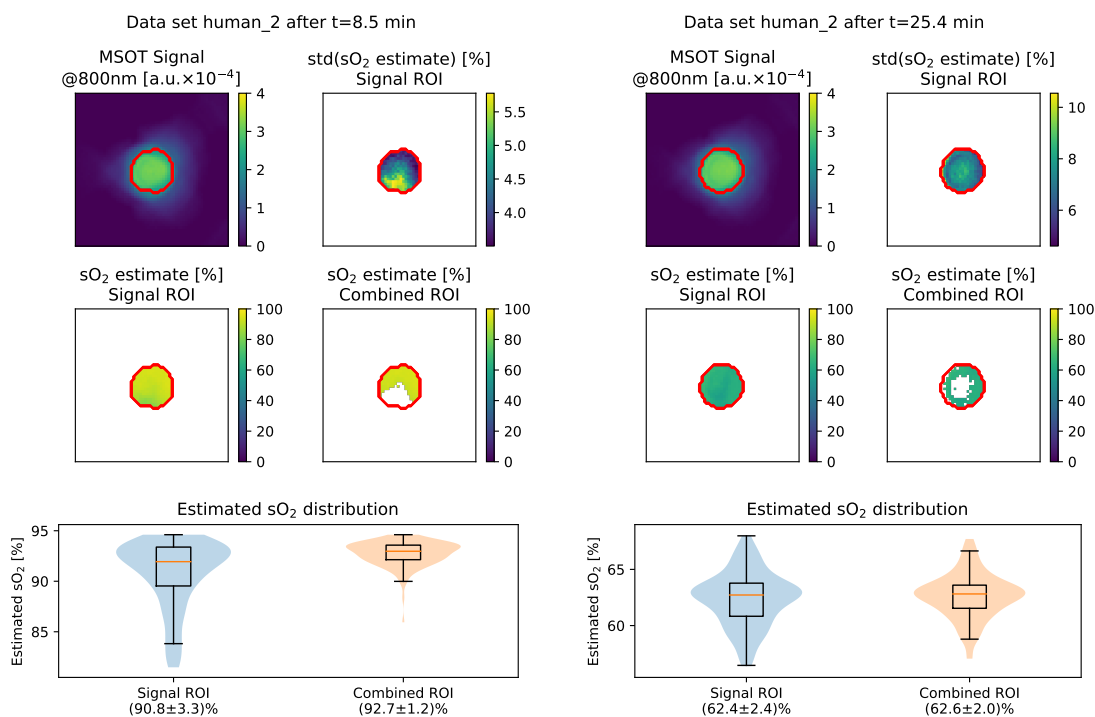 Data set human_2 after t=8.5 min
MSOT Signal
@800nm [a.u.×10⁻⁴]
4
3
2
1
0
std(sO₂ estimate) [%]
Signal ROI
5.5
5.0
4.5
4.0
sO₂ estimate [%]
Signal ROI
100
80
60
40
20
0
sO₂ estimate [%]
Combined ROI
100
80
60
40
20
0
Estimated sO₂ distribution
Estimated sO₂ [%]
95
90
85
Signal ROI
(90.8±3.3)%
Combined ROI
(92.7±1.2)%
Data set human_2 after t=25.4 min
MSOT Signal
@800nm [a.u.×10⁻⁴]
4
3
2
1
0
std(sO₂ estimate) [%]
Signal ROI
10
8
6
sO₂ estimate [%]
Signal ROI
100
80
60
40
20
0
sO₂ estimate [%]
Combined ROI
100
80
60
40
20
0
Estimated sO₂ distribution
Estimated sO₂ [%]
65
60
Signal ROI
(62.4±2.4)%
Combined ROI
(62.6±2.0)%